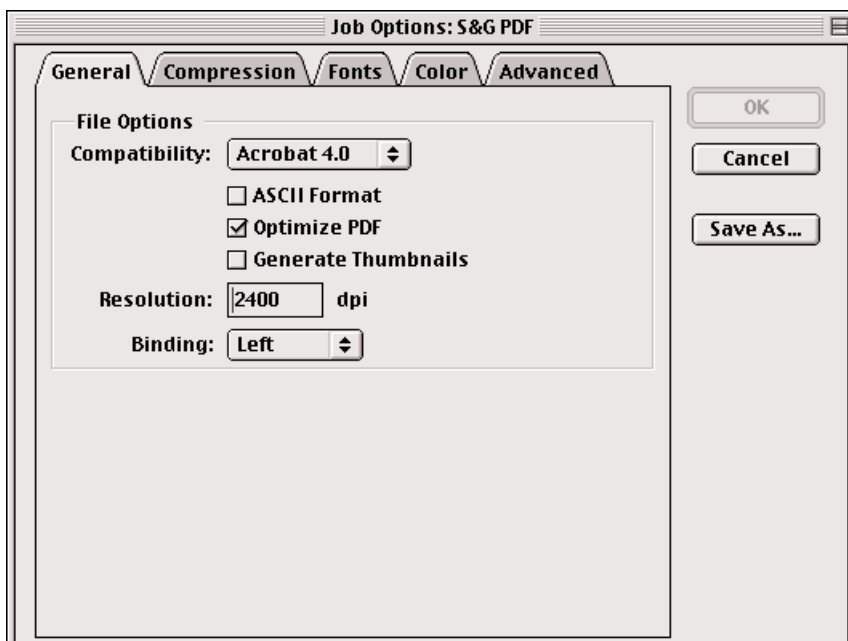 Job Options: S&G PDF
General Compression Fonts Color Advanced
File Options
Compatibility: Acrobat 4.0
ASCII Format
Optimize PDF
Generate Thumbnails
Resolution: 2400 dpi
Binding: Left
OK
Cancel
Save As...